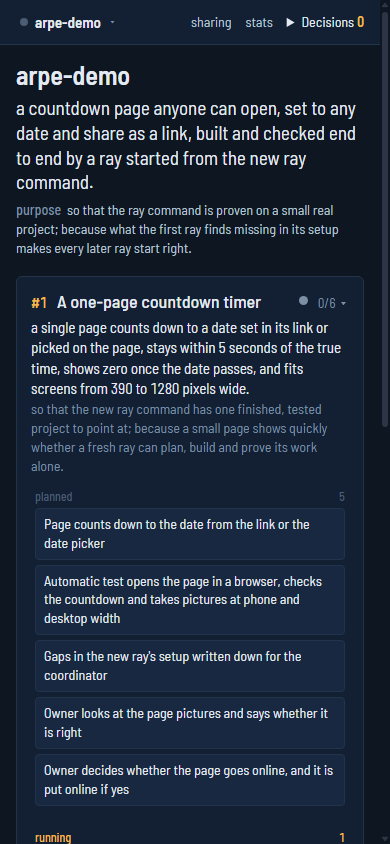 arpe-demo sharing stats Decisions 0
arpe-demo
a countdown page anyone can open, set to any
date and share as a link, built and checked end
to end by a ray started from the new ray
command.
purpose so that the ray command is proven on a small real
project; because what the first ray finds missing in its setup
makes every later ray start right.
#1 A one-page countdown timer 0/6
a single page counts down to a date set in its link or
picked on the page, stays within 5 seconds of the true
time, shows zero once the date passes, and fits
screens from 390 to 1280 pixels wide.
so that the new ray command has one finished, tested
project to point at; because a small page shows quickly
whether a fresh ray can plan, build and prove its work
alone.
planned 5
Page counts down to the date from the link or the
date picker
Automatic test opens the page in a browser, checks
the countdown and takes pictures at phone and
desktop width
Gaps in the new ray's setup written down for the
coordinator
Owner looks at the page pictures and says whether it
is right
Owner decides whether the page goes online, and it is
put online if yes
running 1